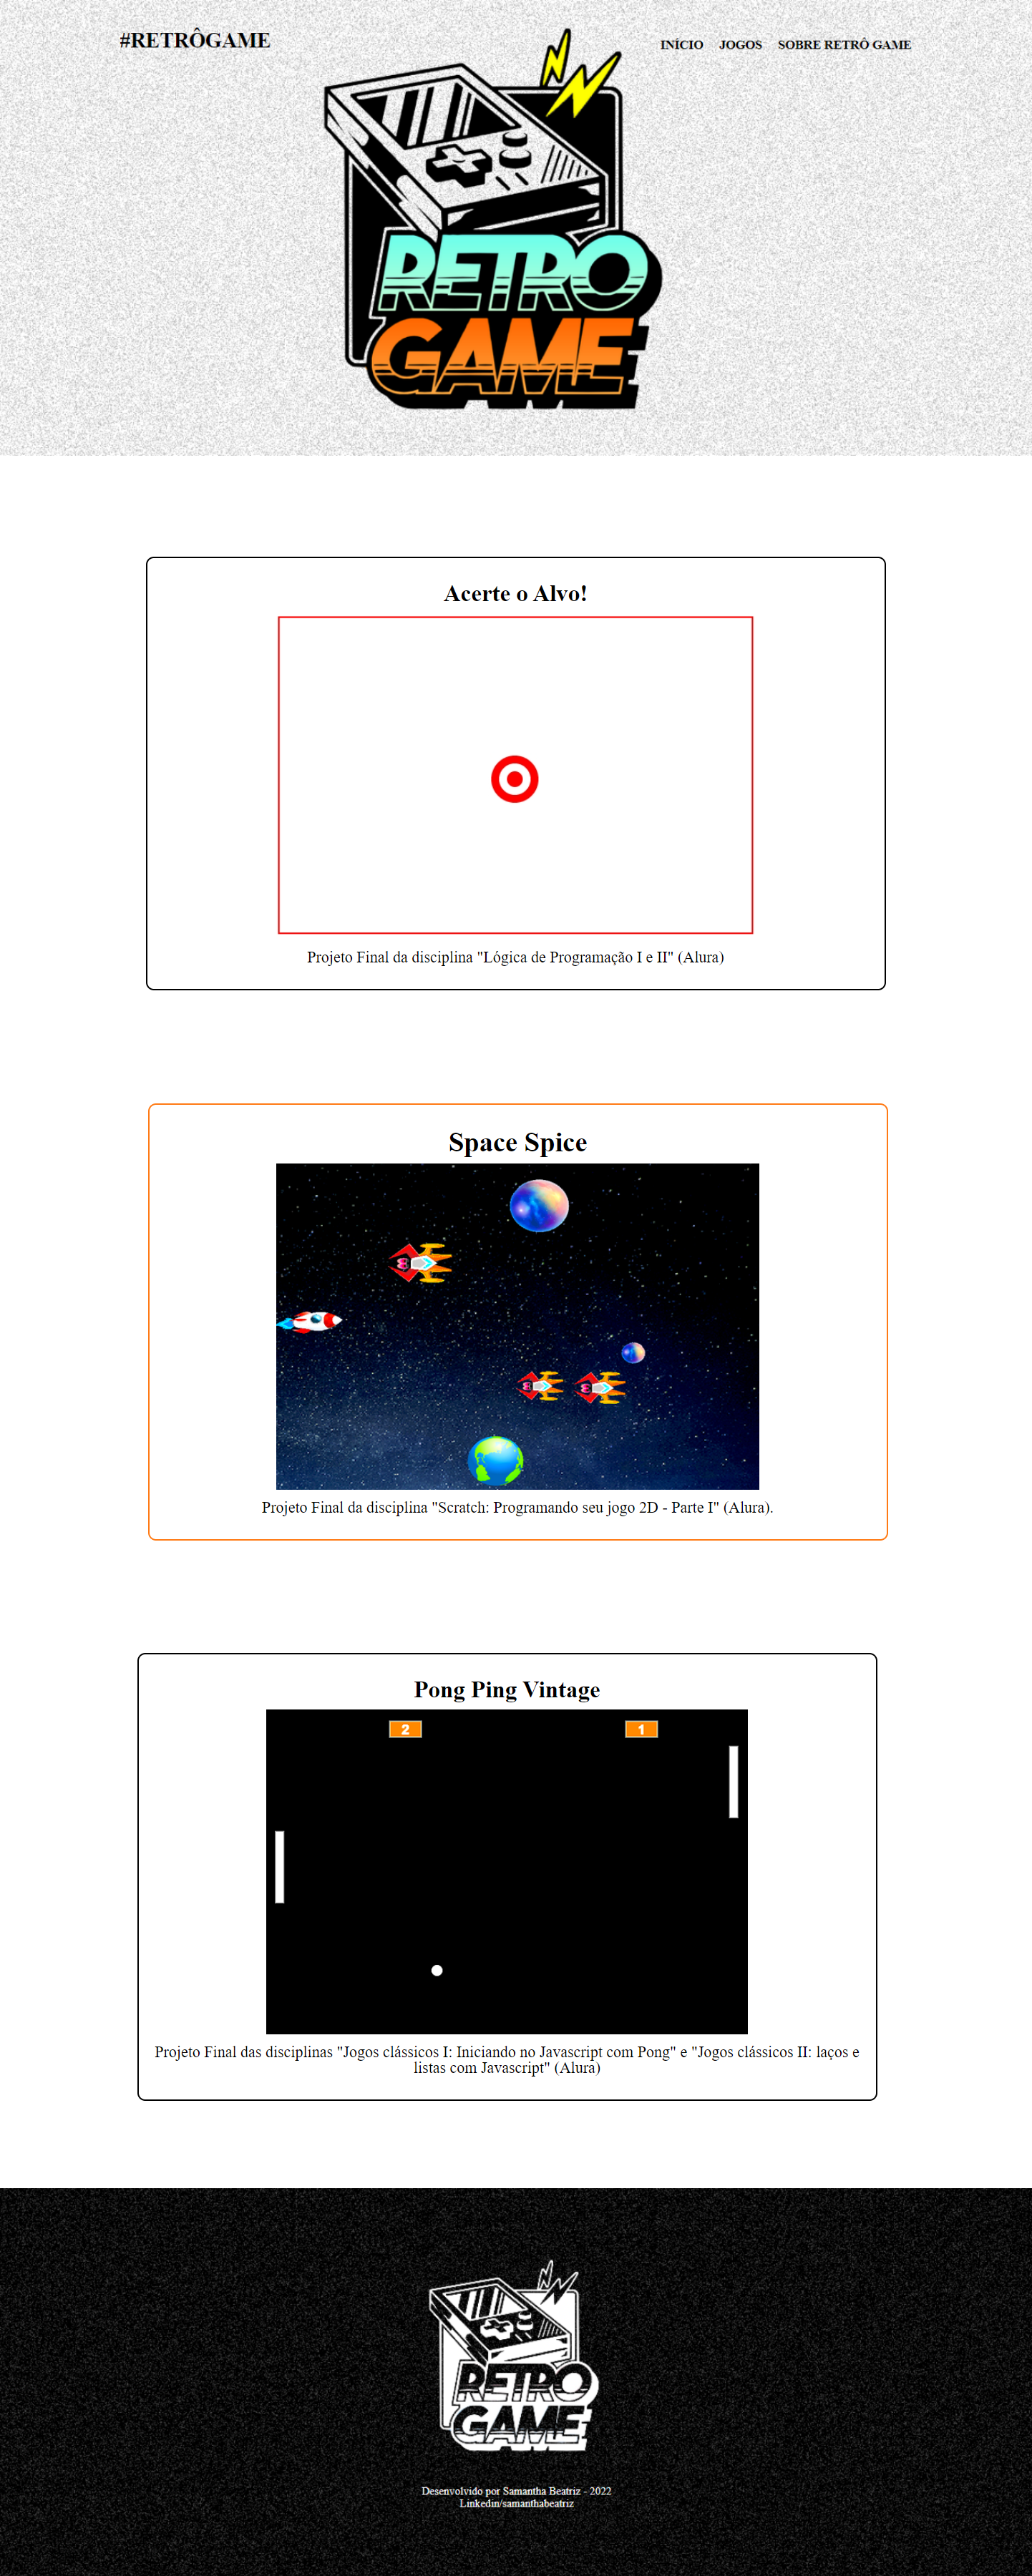 #RETRÔGAME
INÍCIO JOGOS SOBRE RETRÔ GAME
RETRO
GAME
Acerte o Alvo!
Projeto Final da disciplina "Lógica de Programação I e II" (Alura)
Space Spice
Projeto Final da disciplina "Scratch: Programando seu jogo 2D - Parte I" (Alura).
Pong Ping Vintage
2 1
Projeto Final das disciplinas "Jogos clássicos I: Iniciando no Javascript com Pong" e "Jogos clássicos II: laços e
listas com Javascript" (Alura)
RETRO
GAME
Desenvolvido por Samantha Beatriz - 2022
Linkedin/samanthabeatriz